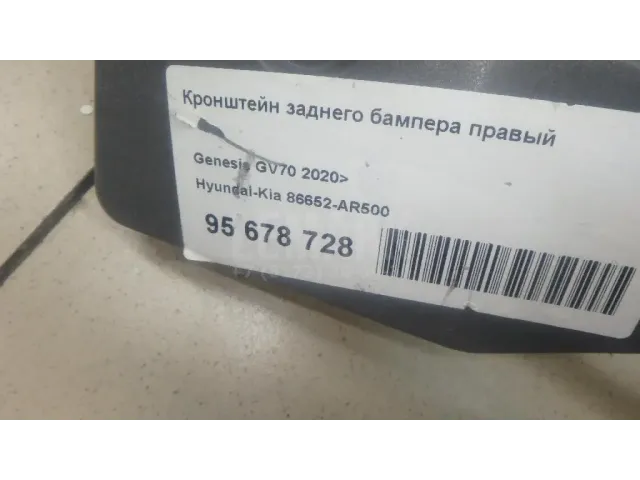 Кронштейн заднего бампера правый
Genesis GV70 2020>
Hyundai-Kia 86652-AR500
95 678 728